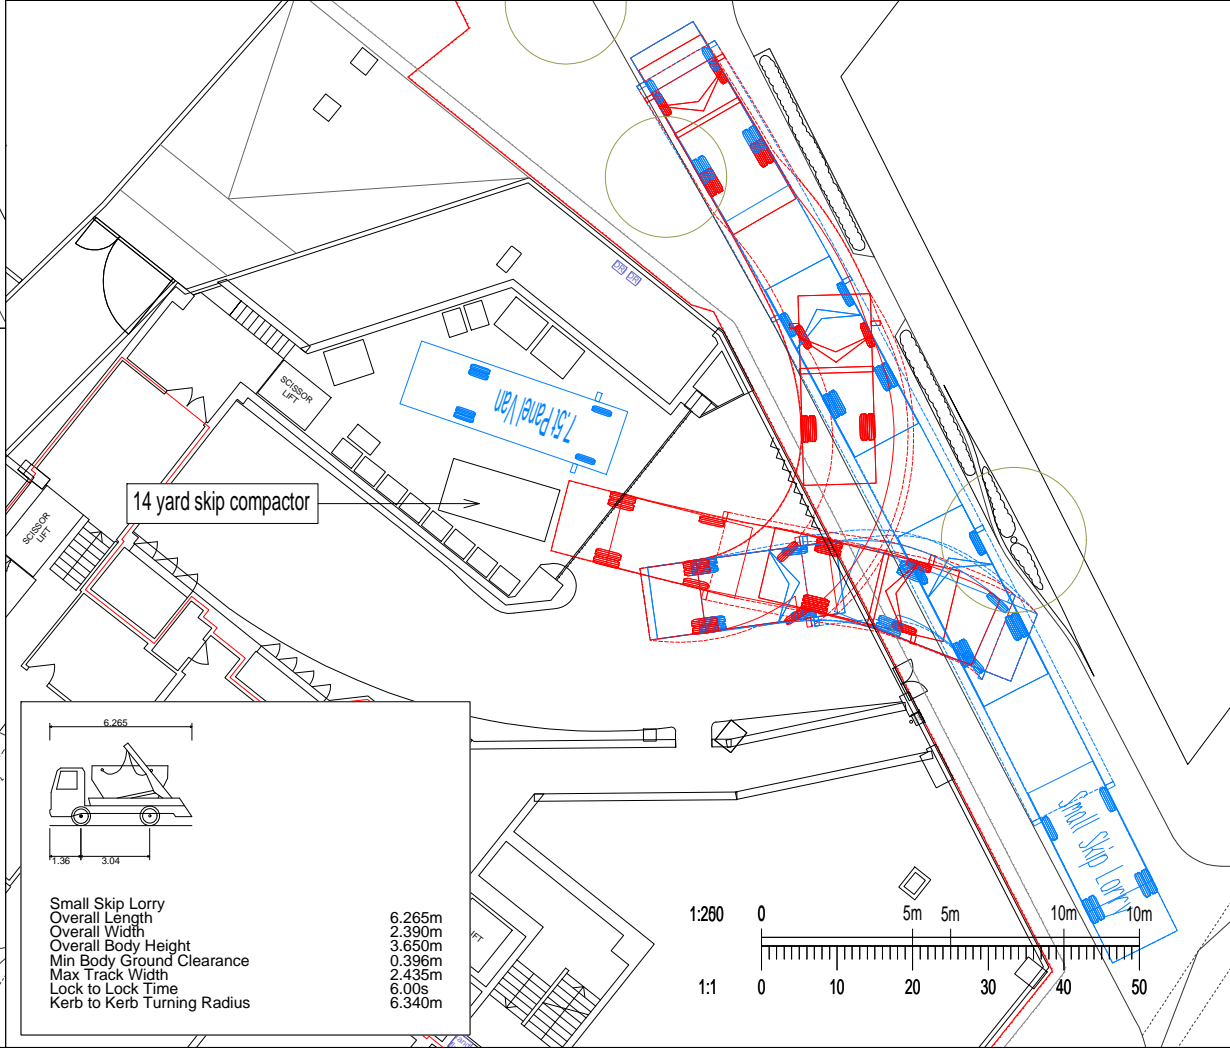 SCISSOR
LIFT
7.5t Panel Van
14 yard skip compactor
SCISSOR
LIFT
6.265
1.36 3.04
Small Skip Lorry
Overall Length 6.265m
Overall Width 2.390m
Overall Body Height 3.650m
Min Body Ground Clearance 0.396m
Max Track Width 2.435m
Lock to Lock Time 6.00s
Kerb to Kerb Turning Radius 6.340m
Small Skip Lorry
1:260 0 5m 5m 10m 10m
1:1 0 10 20 30 40 50